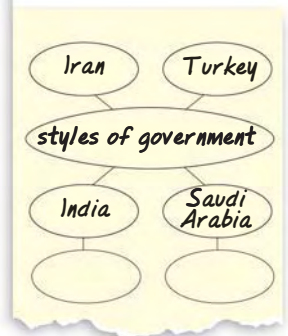 Iran
Turkey
styles of government
India
Saudi
Arabia